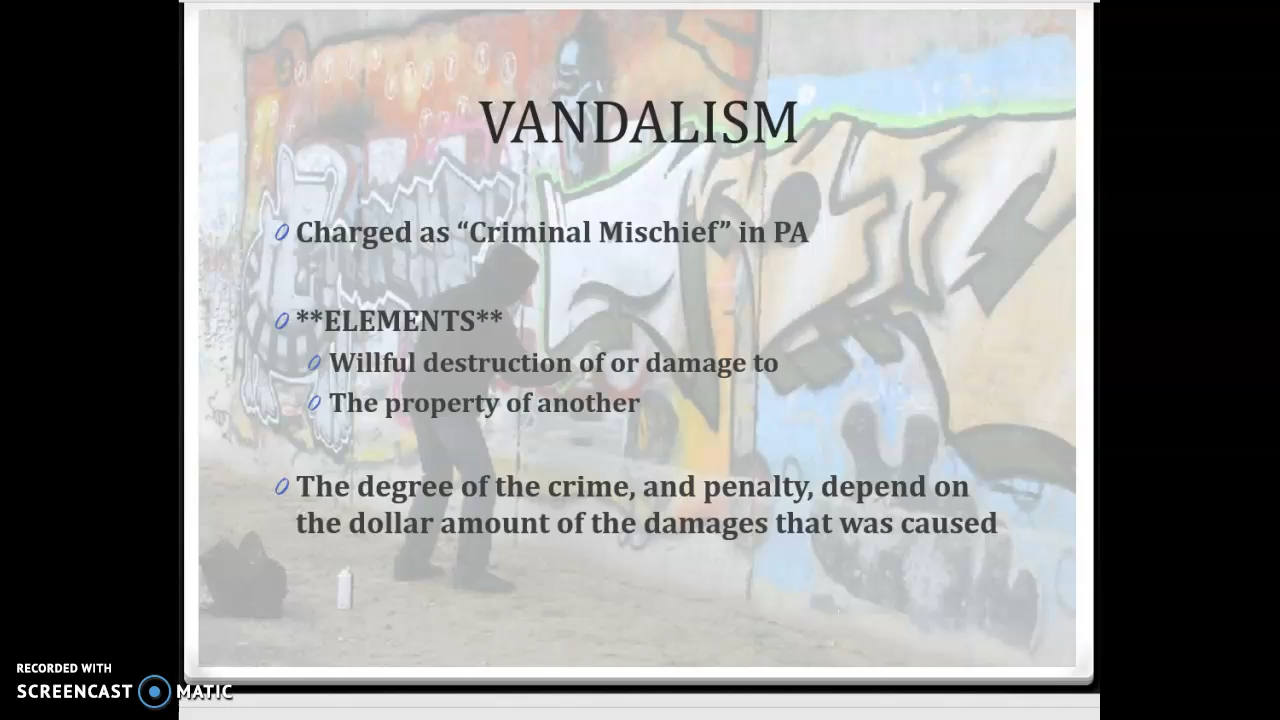 VANDALISM
Charged as “Criminal Mischief” in PA
**ELEMENTS**
Willful destruction of or damage to
The property of another
The degree of the crime, and penalty, depend on
the dollar amount of the damages that was caused
RECORDED WITH
SCREENCAST MATIC